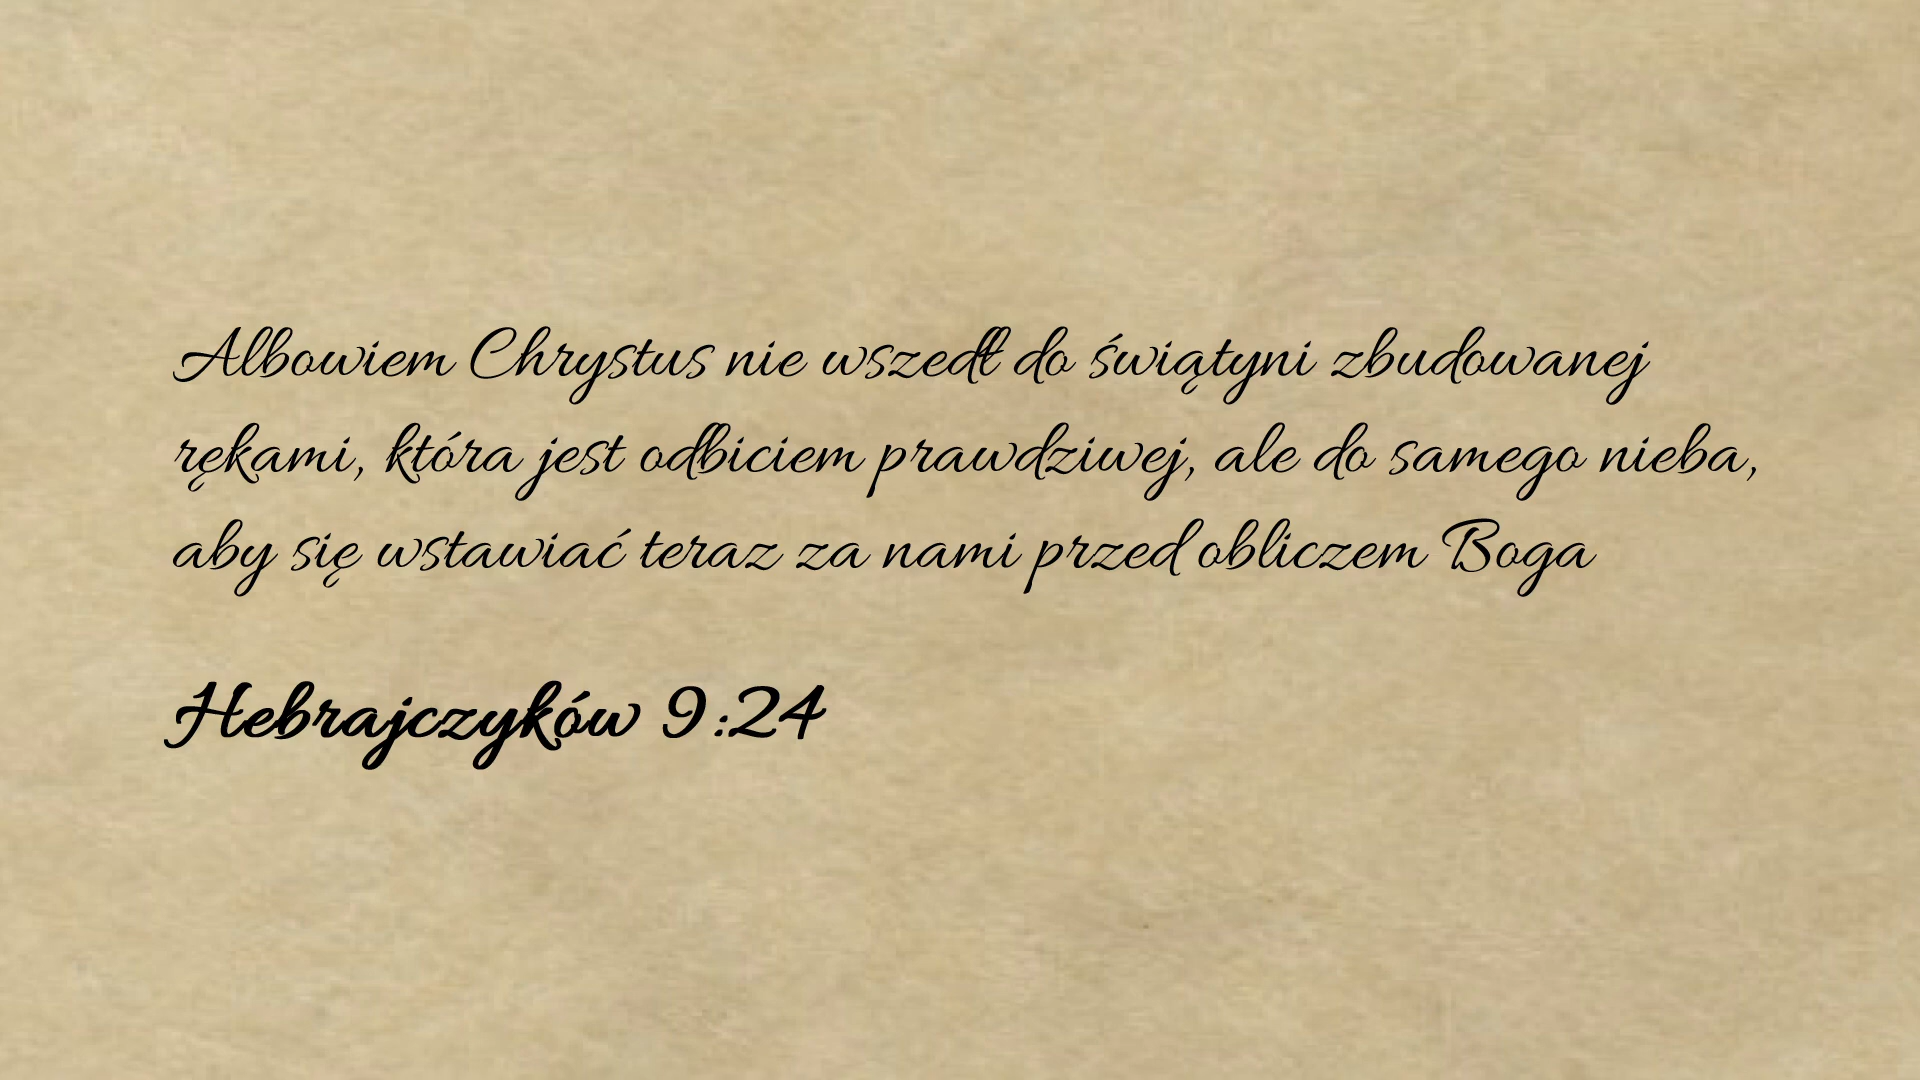 Albowiem Chrystus nie wszedł do świątyni zbudowanej
rękami, która jest odbiciem prawdziwej, ale do samego nieba,
aby się wstawiać teraz za nami przed obliczem Boga
Hebrajczyków 9:24